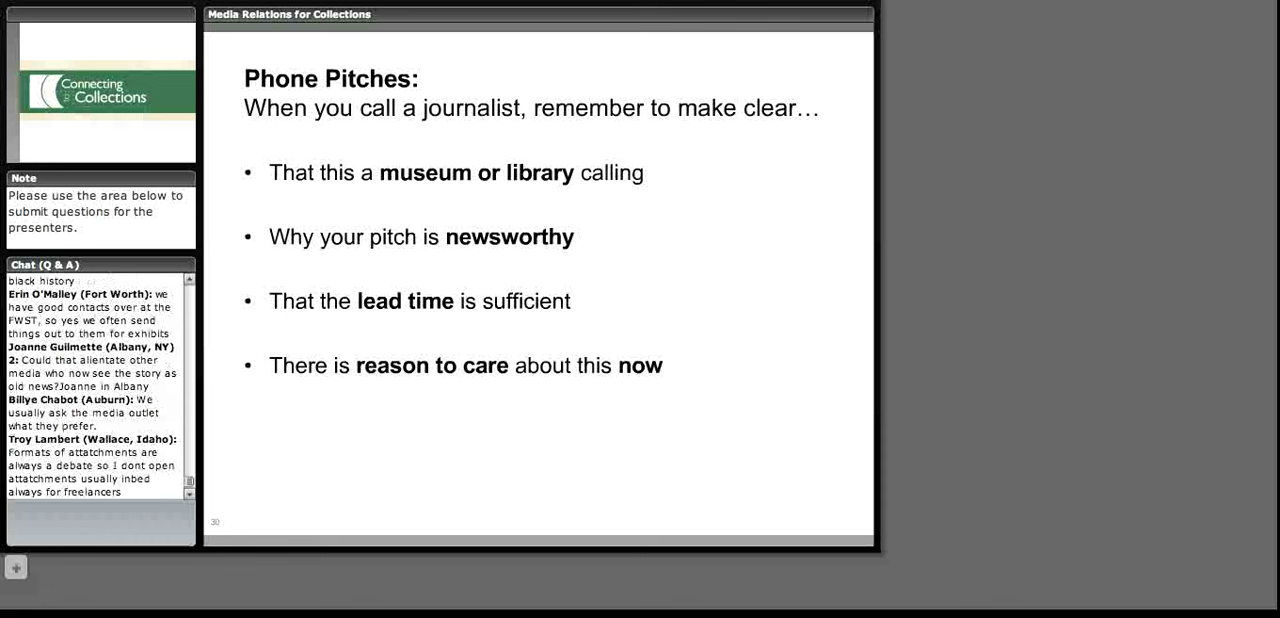 Media Relations for Collections
Connecting
to
Collections
Note
Please use the area below to
submit questions for the
presenters.
Chat (Q & A)
black history
Erin O'Malley (Fort Worth): we
have good contacts over at the
FWST, so yes we often send
things out to them for exhibits
Joanne Guilmette (Albany, NY)
2: Could that alientate other
media who now see the story as
old news?Joanne in Albany
Billye Chabot (Auburn): We
usually ask the media outlet
what they prefer.
Troy Lambert (Wallace, Idaho):
Formats of attatchments are
always a debate so I dont open
attatchments usually inbed
always for freelancers
Phone Pitches:
When you call a journalist, remember to make clear…
• That this a museum or library calling
• Why your pitch is newsworthy
• That the lead time is sufficient
• There is reason to care about this now
30